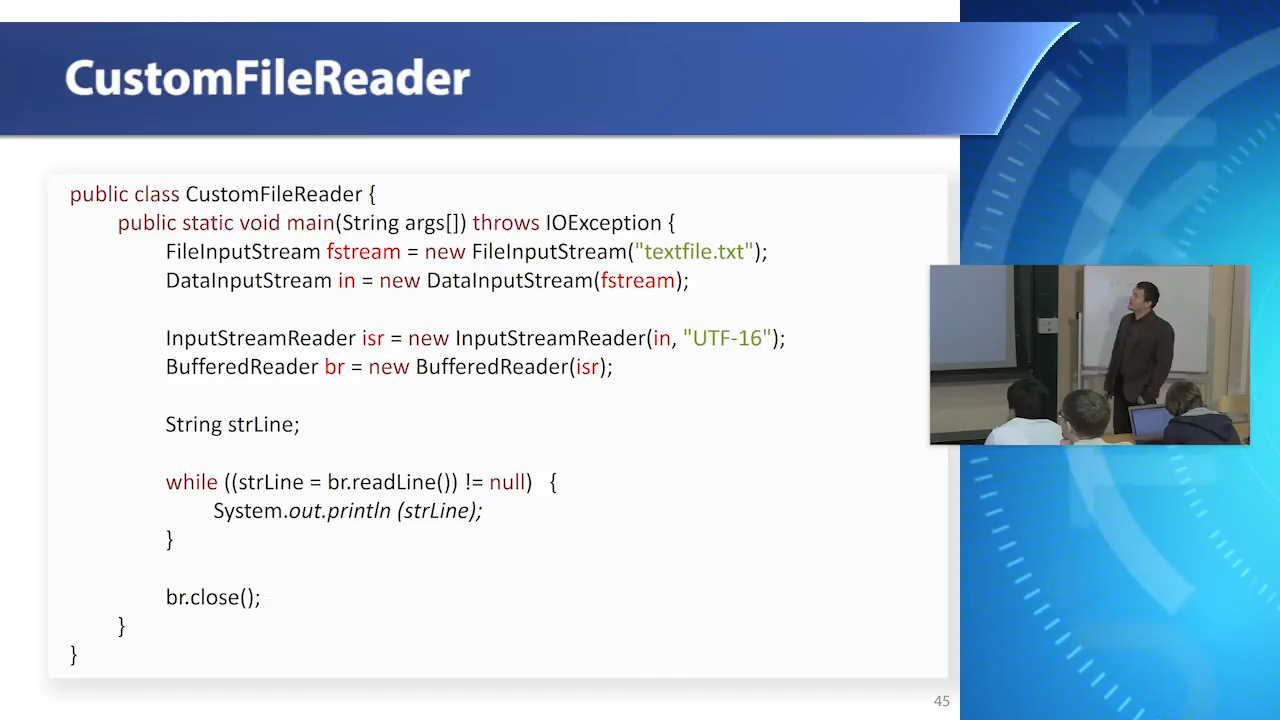 CustomFileReader
public class CustomFileReader {
public static void main(String args[]) throws IOException {
FileInputStream fstream = new FileInputStream("textfile.txt");
DataInputStream in = new DataInputStream(fstream);
InputStreamReader isr = new InputStreamReader(in, "UTF-16");
BufferedReader br = new BufferedReader(isr);
String strLine;
while ((strLine = br.readLine()) != null) {
System.out.println (strLine);
}
br.close();
}
}
45